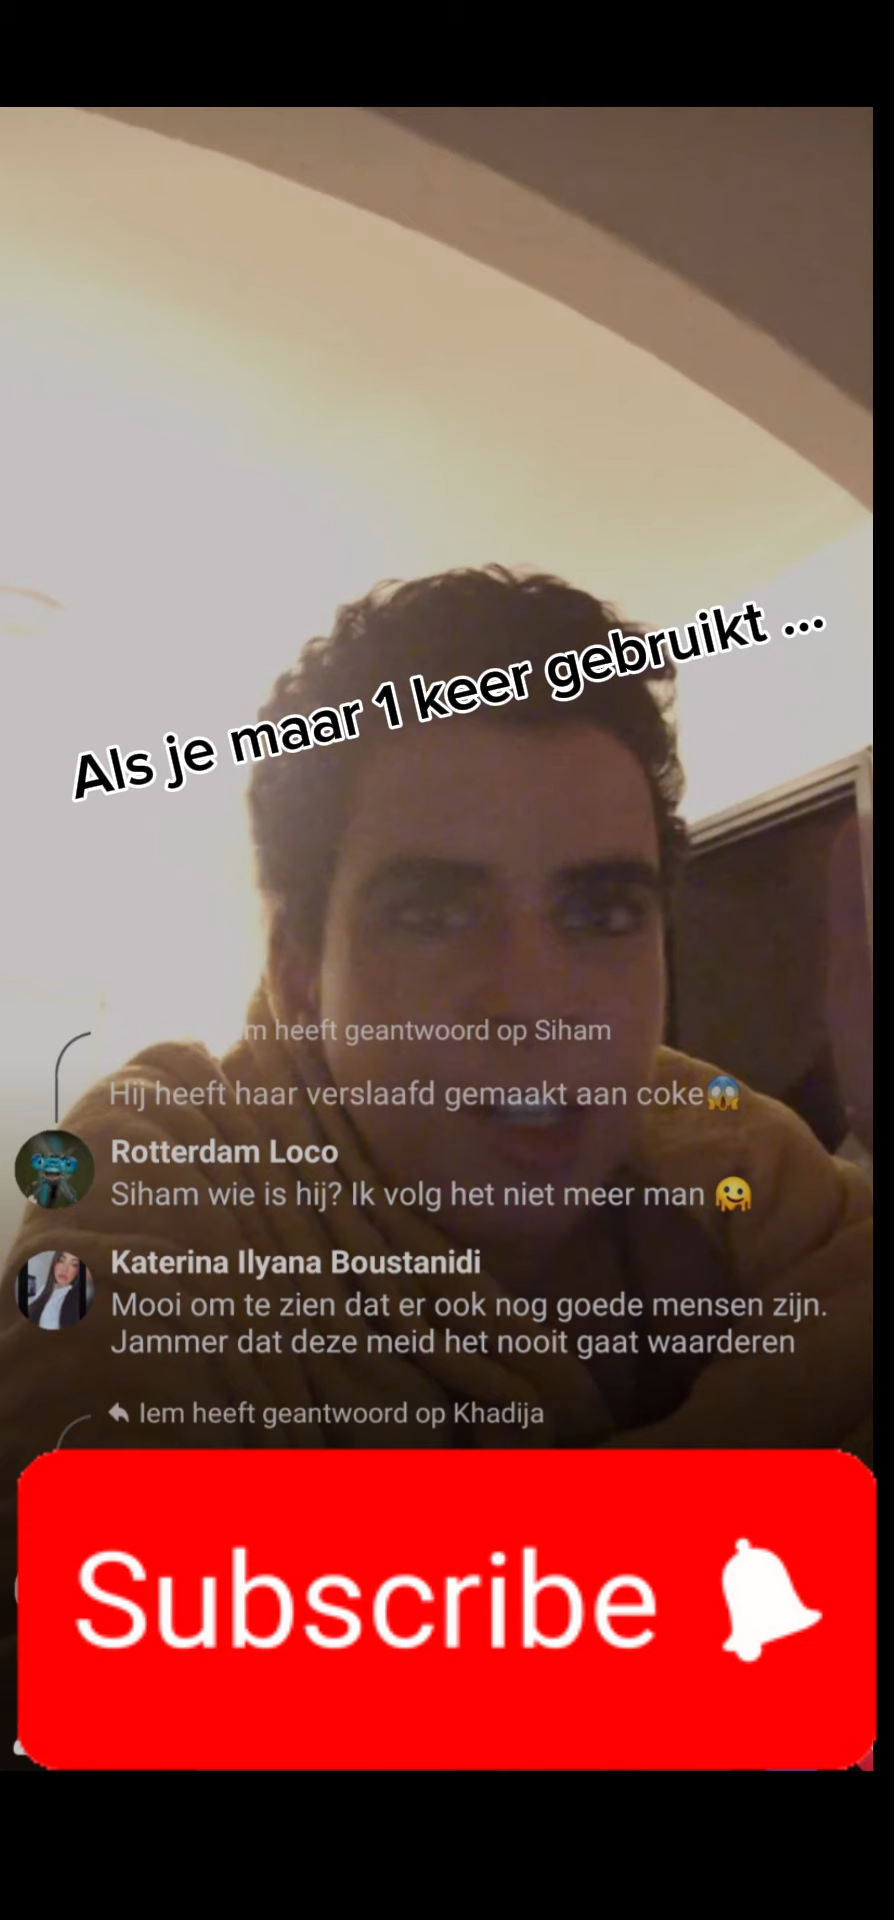 Als je maar 1 keer gebruikt ...
m heeft geantwoord op Siham
Hij heeft haar verslaafd gemaakt aan coke😱
Rotterdam Loco
Siham wie is hij? Ik volg het niet meer man 🫠
Katerina Ilyana Boustanidi
Mooi om te zien dat er ook nog goede mensen zijn.
Jammer dat deze meid het nooit gaat waarderen
Iem heeft geantwoord op Khadija
Subscribe